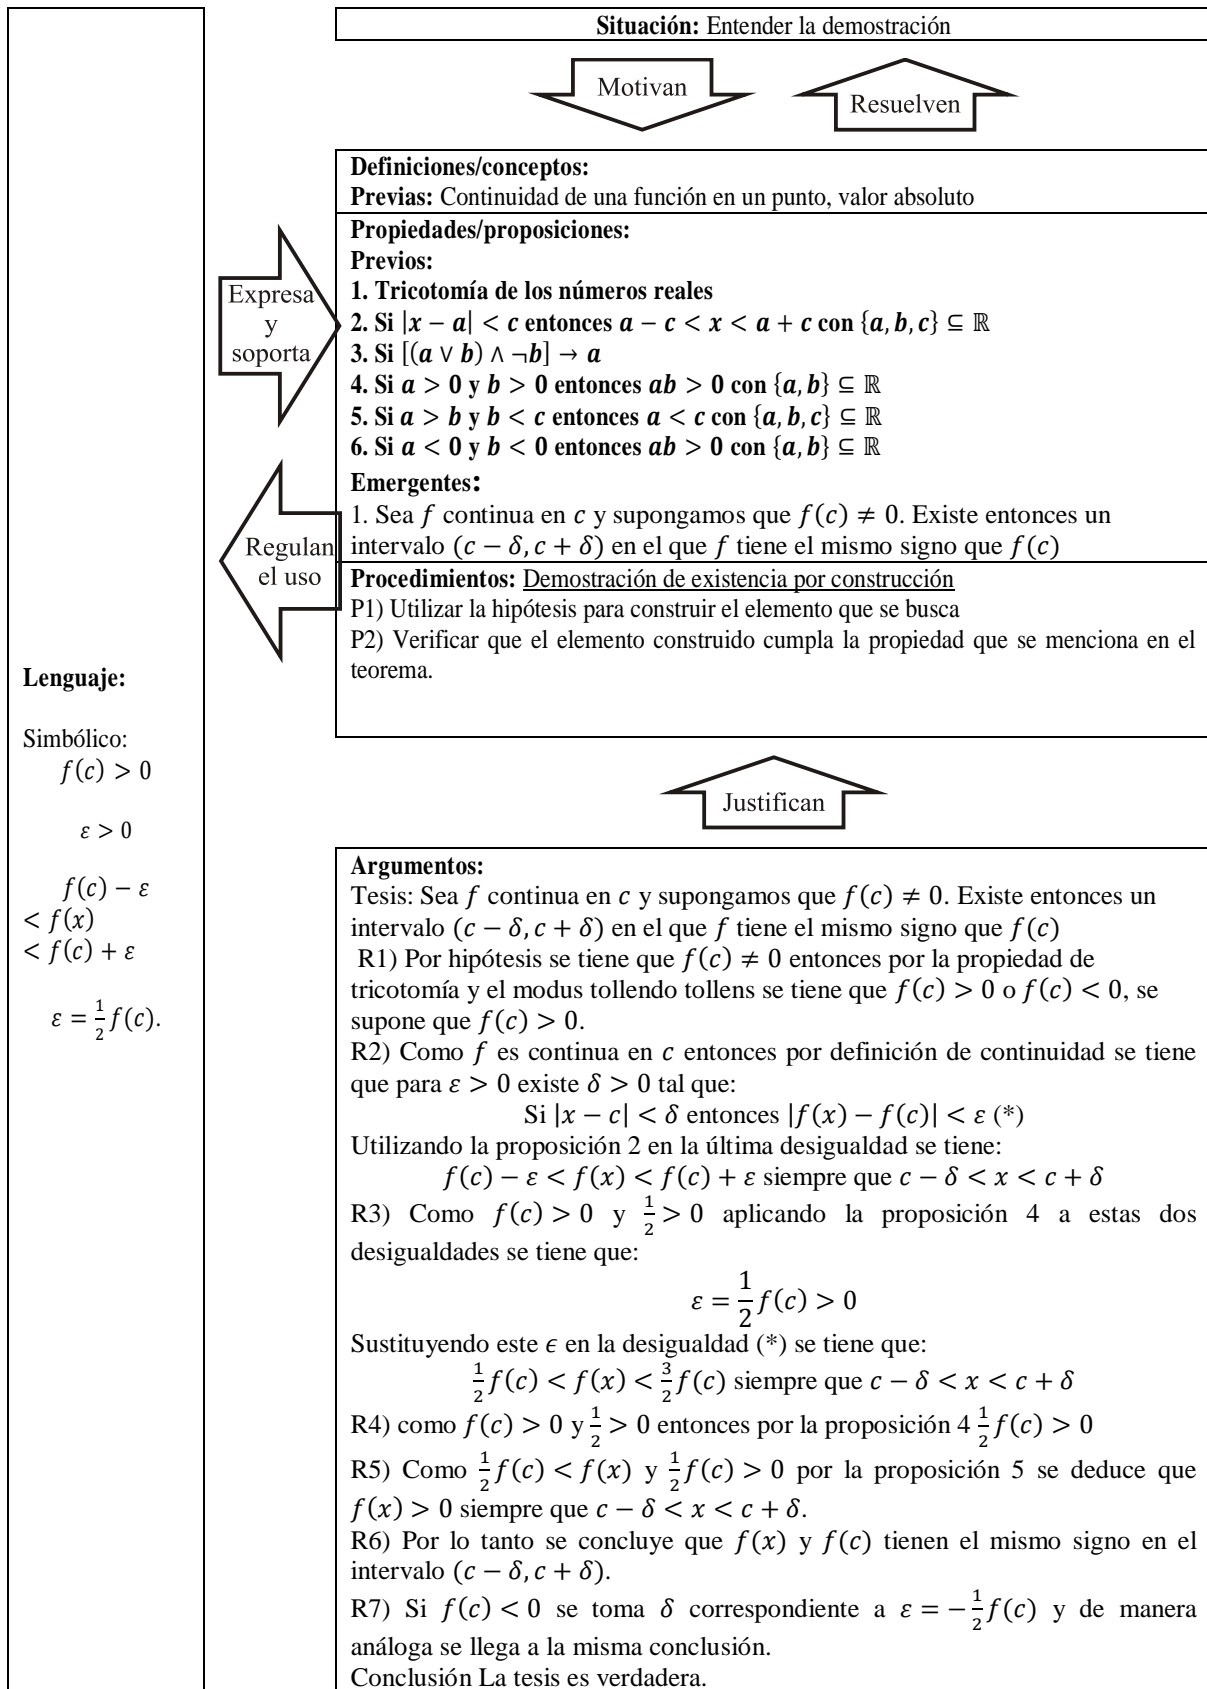 Situación: Entender la demostración
Motivan
Resuelven
Definiciones/conceptos:
Previas: Continuidad de una función en un punto, valor absoluto
Propiedades/proposiciones:
Previos:
1. Tricotomía de los números reales
2. Si |x − a| < c entonces a − c < x < a + c con {a, b, c} ⊆ ℝ
3. Si [(a ∨ b) ∧ ¬b] → a
4. Si a > 0 y b > 0 entonces ab > 0 con {a, b} ⊆ ℝ
5. Si a > b y b < c entonces a < c con {a, b, c} ⊆ ℝ
6. Si a < 0 y b < 0 entonces ab > 0 con {a, b} ⊆ ℝ
Emergentes:
1. Sea f continua en c y supongamos que f(c) ≠ 0. Existe entonces un
intervalo (c − δ, c + δ) en el que f tiene el mismo signo que f(c)
Procedimientos: Demostración de existencia por construcción
P1) Utilizar la hipótesis para construir el elemento que se busca
P2) Verificar que el elemento construido cumpla la propiedad que se menciona en el
teorema.
Expresa
y
soporta
Regulan
el uso
Lenguaje:
Simbólico:
f(c) > 0
ε > 0
f(c) − ε
< f(x)
< f(c) + ε
ε = 1/2 f(c).
Justifican
Argumentos:
Tesis: Sea f continua en c y supongamos que f(c) ≠ 0. Existe entonces un
intervalo (c − δ, c + δ) en el que f tiene el mismo signo que f(c)
R1) Por hipótesis se tiene que f(c) ≠ 0 entonces por la propiedad de
tricotomía y el modus tollendo tollens se tiene que f(c) > 0 o f(c) < 0, se
supone que f(c) > 0.
R2) Como f es continua en c entonces por definición de continuidad se tiene
que para ε > 0 existe δ > 0 tal que:
Si |x − c| < δ entonces |f(x) − f(c)| < ε (*)
Utilizando la proposición 2 en la última desigualdad se tiene:
f(c) − ε < f(x) < f(c) + ε siempre que c − δ < x < c + δ
R3) Como f(c) > 0 y 1/2 > 0 aplicando la proposición 4 a estas dos
desigualdades se tiene que:
ε = 1/2 f(c) > 0
Sustituyendo este ϵ en la desigualdad (*) se tiene que:
1/2 f(c) < f(x) < 3/2 f(c) siempre que c − δ < x < c + δ
R4) como f(c) > 0 y 1/2 > 0 entonces por la proposición 4 1/2 f(c) > 0
R5) Como 1/2 f(c) < f(x) y 1/2 f(c) > 0 por la proposición 5 se deduce que
f(x) > 0 siempre que c − δ < x < c + δ.
R6) Por lo tanto se concluye que f(x) y f(c) tienen el mismo signo en el
intervalo (c − δ, c + δ).
R7) Si f(c) < 0 se toma δ correspondiente a ε = −1/2 f(c) y de manera
análoga se llega a la misma conclusión.
Conclusión La tesis es verdadera.